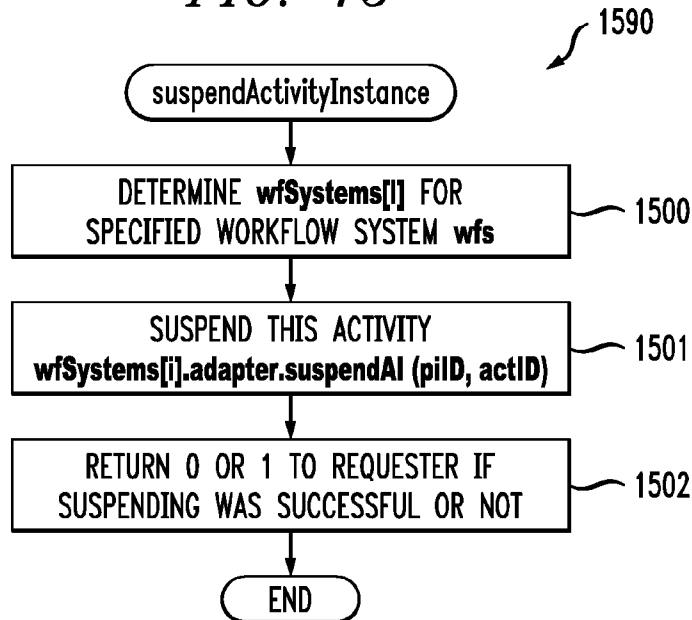 1590
suspendActivityInstance
DETERMINE wfSystems[I] FOR
SPECIFIED WORKFLOW SYSTEM wfs
1500
SUSPEND THIS ACTIVITY
wfSystems[i].adapter.suspendAI (piID, actID)
1501
RETURN 0 OR 1 TO REQUESTER IF
SUSPENDING WAS SUCCESSFUL OR NOT
1502
END